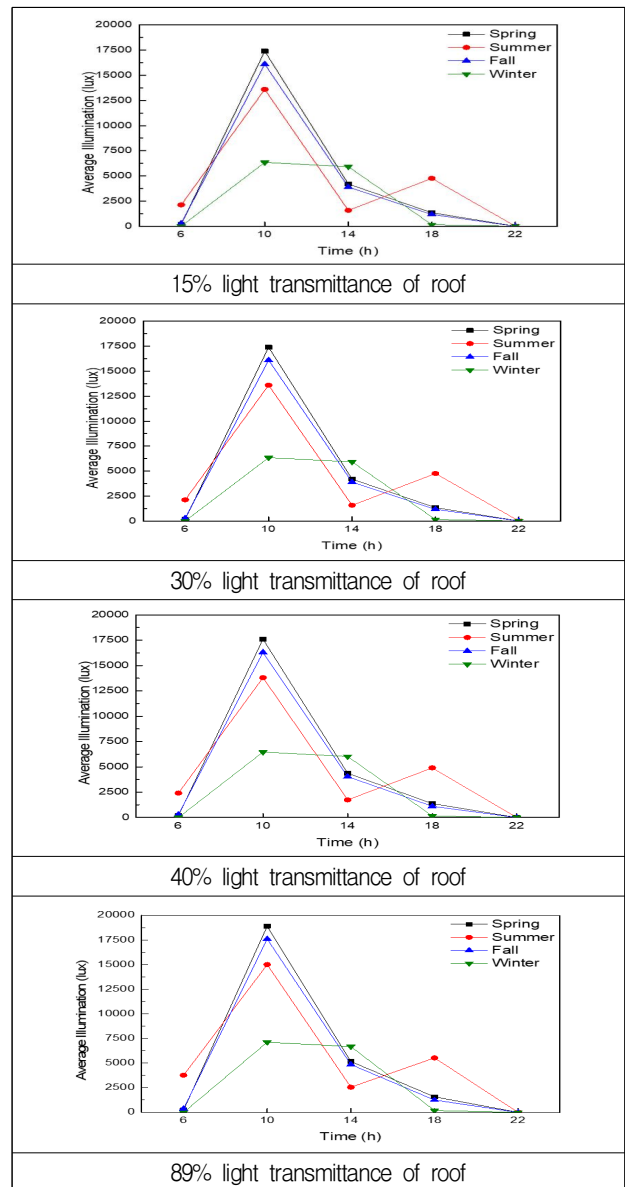 20000
17500
15000
12500
10000
7500
5000
2500
0
Average Illumination (lux)
Spring
Summer
Fall
Winter
6 10 14 18 22
Time (h)
15% light transmittance of roof
20000
17500
15000
12500
10000
7500
5000
2500
0
Average Illumination (lux)
Spring
Summer
Fall
Winter
6 10 14 18 22
Time (h)
30% light transmittance of roof
20000
17500
15000
12500
10000
7500
5000
2500
0
Average Illumination (lux)
Spring
Summer
Fall
Winter
6 10 14 18 22
Time (h)
40% light transmittance of roof
20000
17500
15000
12500
10000
7500
5000
2500
0
Average Illumination (lux)
Spring
Summer
Fall
Winter
6 10 14 18 22
Time (h)
89% light transmittance of roof